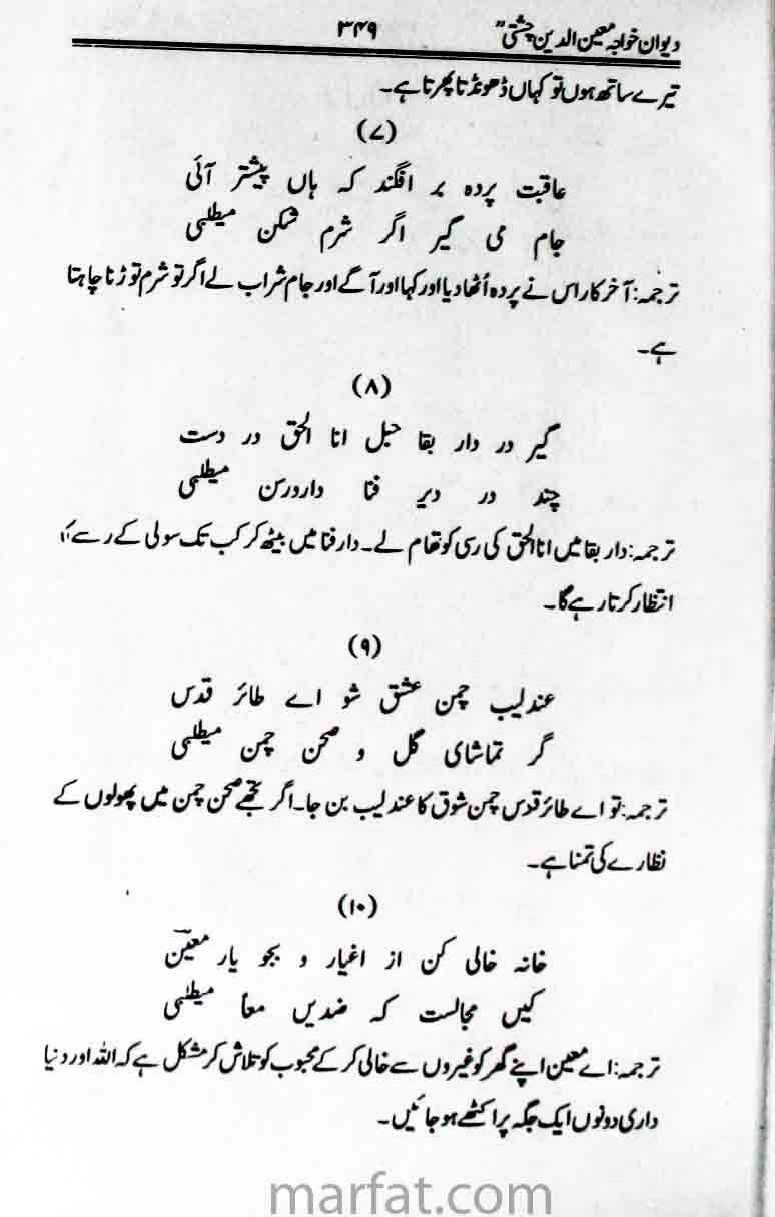 دیوان خواجہ معین الدین چشتیؒ ۳۴۹
تیرے ساتھ ہوں تو کہاں ڈھونڈتا پھرتا ہے۔
(۷)
عاقبت پردہ بر افگند کہ ہاں پیشتر آئی
جام می گیر اگر شرم شکن میطلبی
ترجمہ: آخرکار اس نے پردہ اُٹھا دیا اور کہا اور آگے اور جام شراب لے اگر تو شرم توڑنا چاہتا
ہے۔
(۸)
گیر در دار بقا حبل انا الحق در دست
چند در دیر فنا دارورسن میطلبی
ترجمہ: دار بقا میں انا الحق کی رسی کو تھام لے۔ دار فنا میں بیٹھ کر کب تک سولی کے رسے کا
انتظار کرتا رہے گا۔
(۹)
عندلیب چمن عشق شو اے طائر قدس
گر تماشای گل و صحن چمن میطلبی
ترجمہ: تو اے طائر قدس چمن شوق کا عندلیب بن جا۔ اگر تجھے صحن چمن میں پھولوں کے
نظارے کی تمنا ہے۔
(۱۰)
خانہ خالی کن از اغیار و بجو یار معینؔ
کیں محالست کہ ضدیں معاً میطلبی
ترجمہ: اے معین اپنے گھر کو غیروں سے خالی کر کے محبوب کو تلاش کر مشکل ہے کہ اللہ اور دنیا
داری دونوں ایک جگہ پر اکٹھے ہو جائیں۔
marfat.com